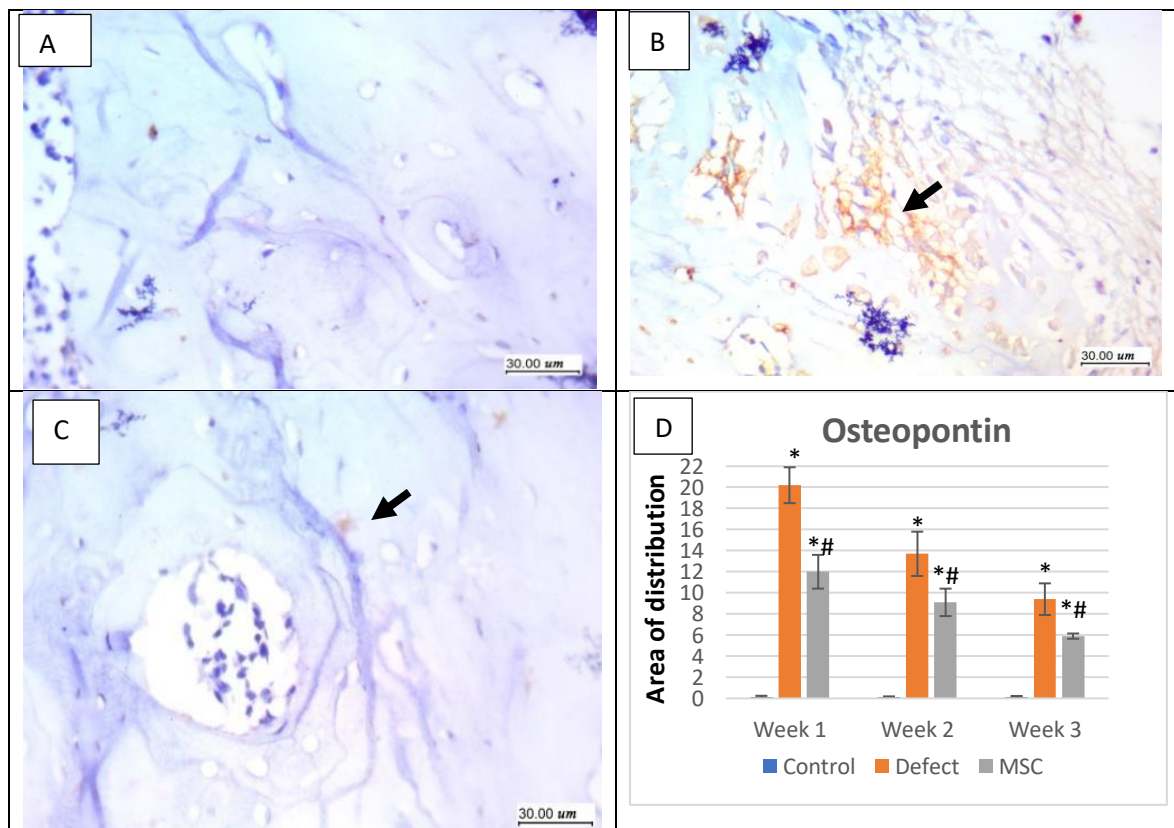 A
30.00 um
B
30.00 um
C
30.00 um
D
Osteopontin
Area of distribution
22
20
18
16
14
12
10
8
6
4
2
0
*
*#
*
*#
*
*#
Week 1
Week 2
Week 3
Control Defect MSC